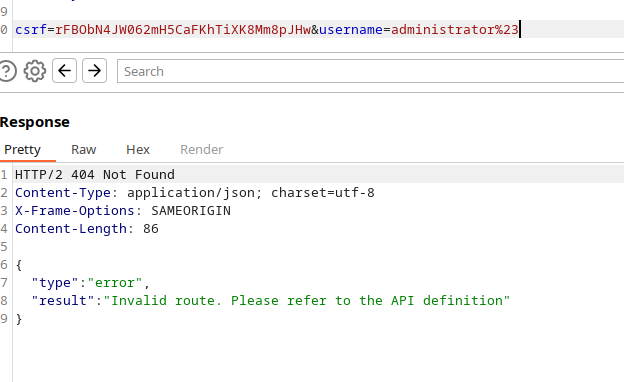 9
0 csrf=rFBObN4JW062mH5CaFKhTiXK8Mm8pJHw&username=administrator%23
Search
Response
Pretty Raw Hex Render
1 HTTP/2 404 Not Found
2 Content-Type: application/json; charset=utf-8
3 X-Frame-Options: SAMEORIGIN
4 Content-Length: 86
5
6 {
7 "type":"error",
8 "result":"Invalid route. Please refer to the API definition"
9 }